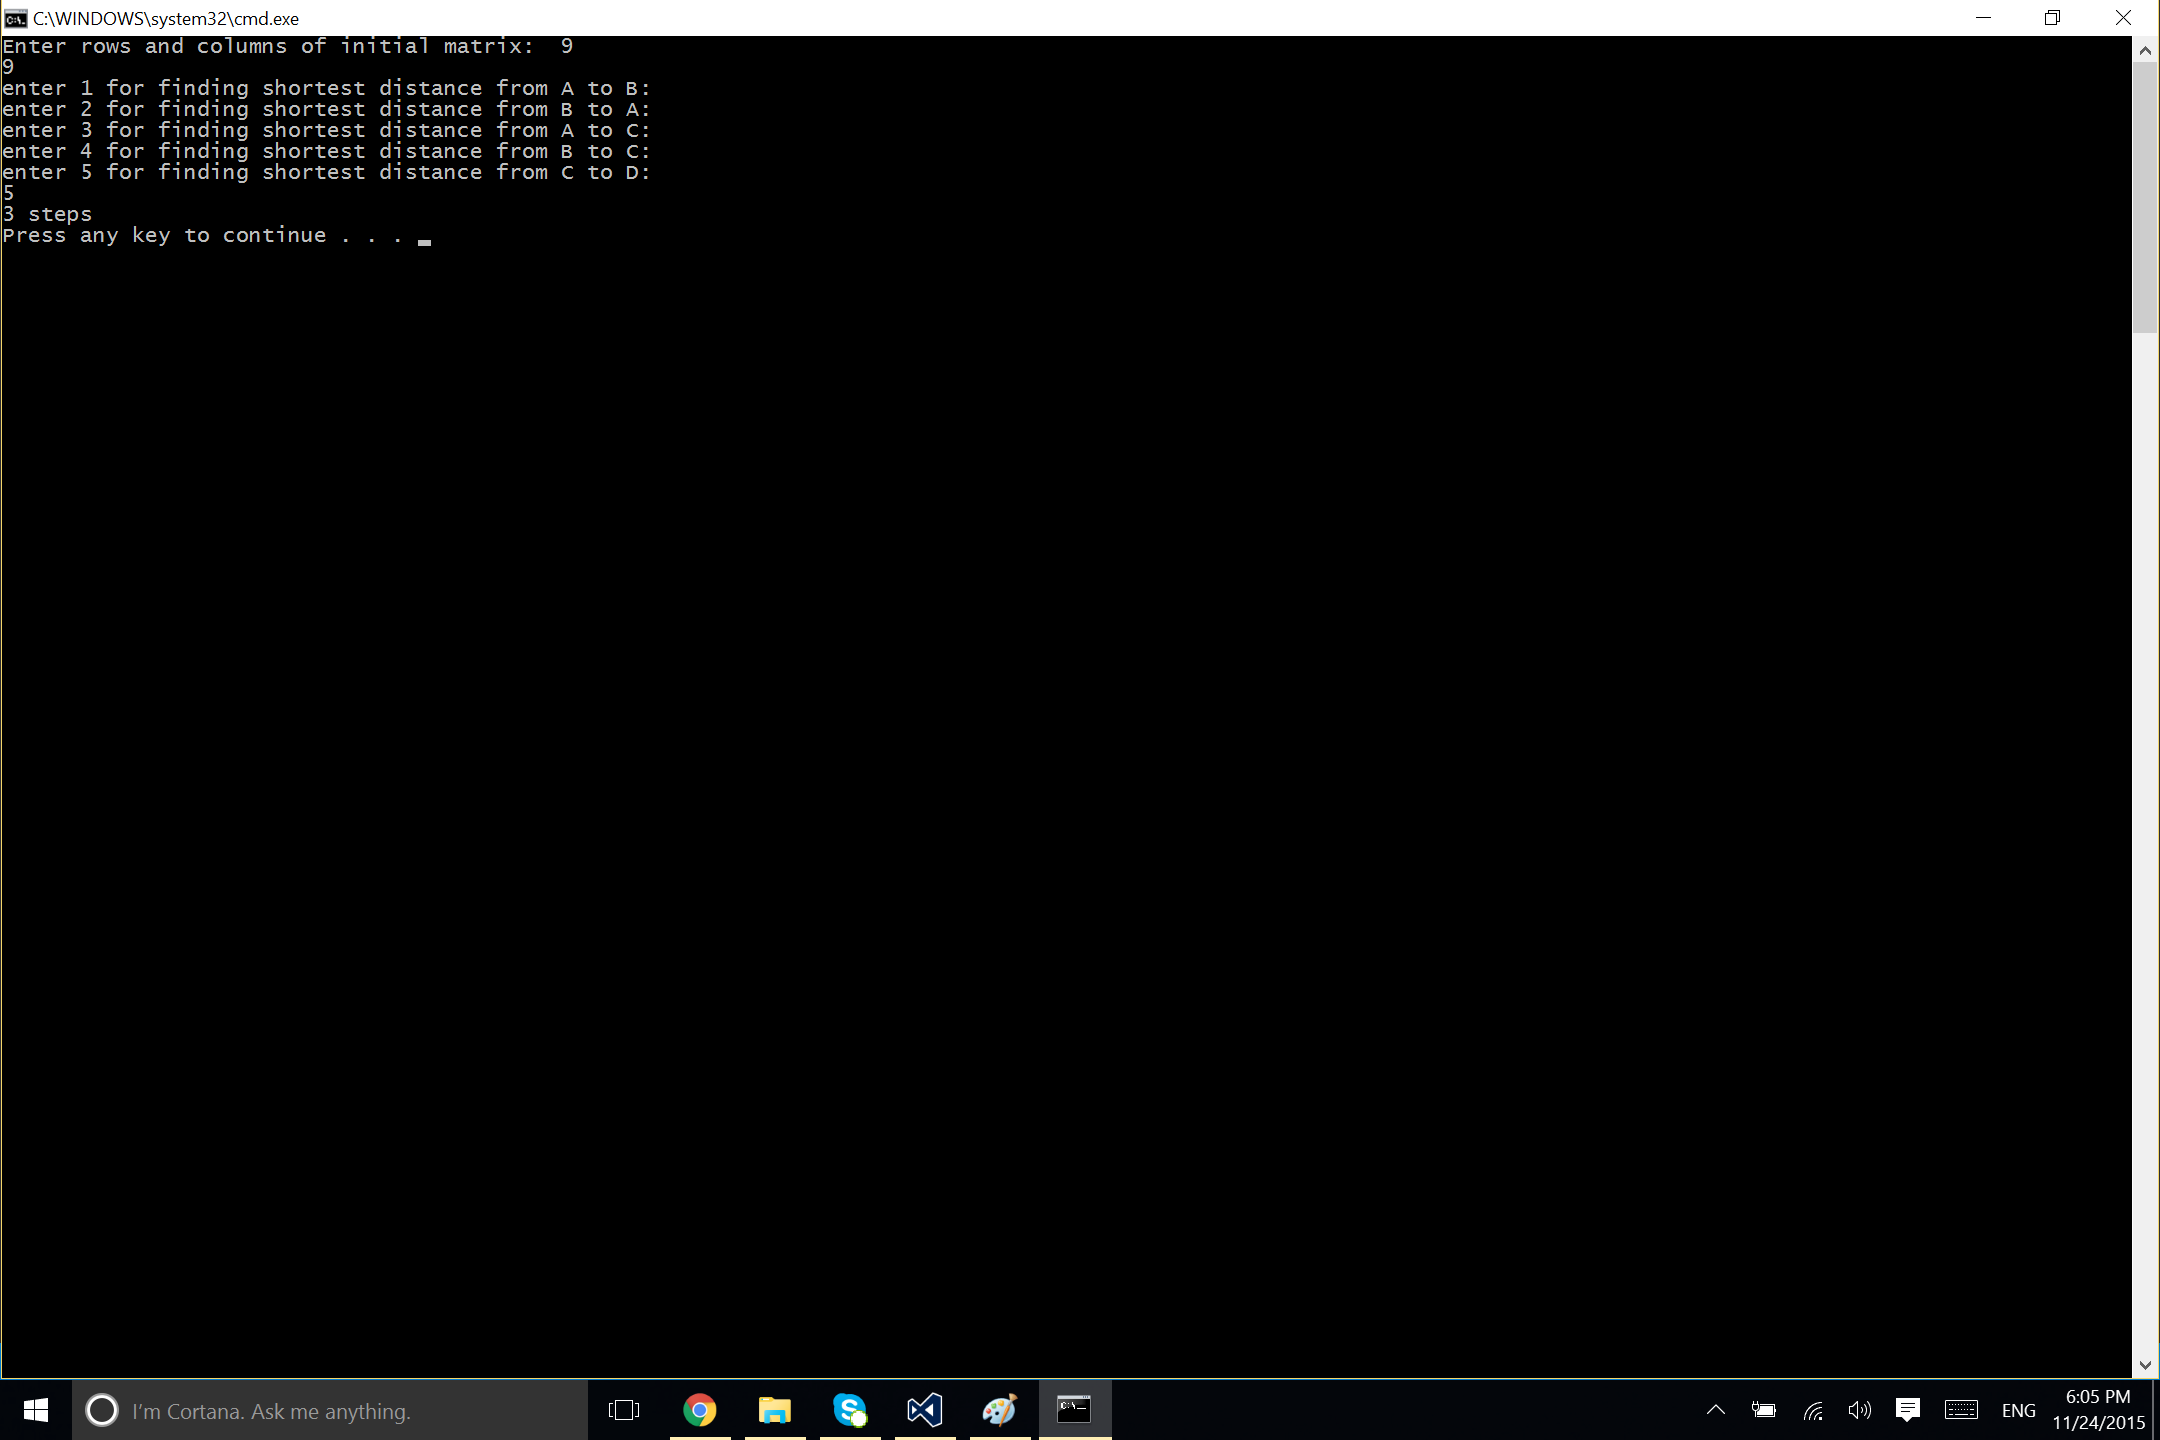 C:\WINDOWS\system32\cmd.exe
Enter rows and columns of initial matrix:  9
9
enter 1 for finding shortest distance from A to B:
enter 2 for finding shortest distance from B to A:
enter 3 for finding shortest distance from A to C:
enter 4 for finding shortest distance from B to C:
enter 5 for finding shortest distance from C to D:
5
3 steps
Press any key to continue . . .
I'm Cortana. Ask me anything.
ENG
6:05 PM
11/24/2015